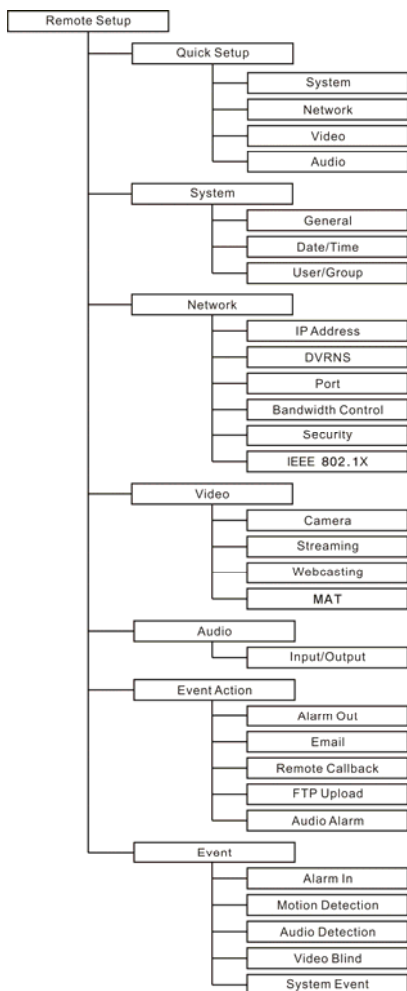 Remote Setup
Quick Setup
System
Network
Video
Audio
System
General
Date/Time
User/Group
Network
IP Address
DVRNS
Port
Bandwidth Control
Security
IEEE 802.1X
Video
Camera
Streaming
Webcasting
MAT
Audio
Input/Output
Event Action
Alarm Out
Email
Remote Callback
FTP Upload
Audio Alarm
Event
Alarm In
Motion Detection
Audio Detection
Video Blind
System Event